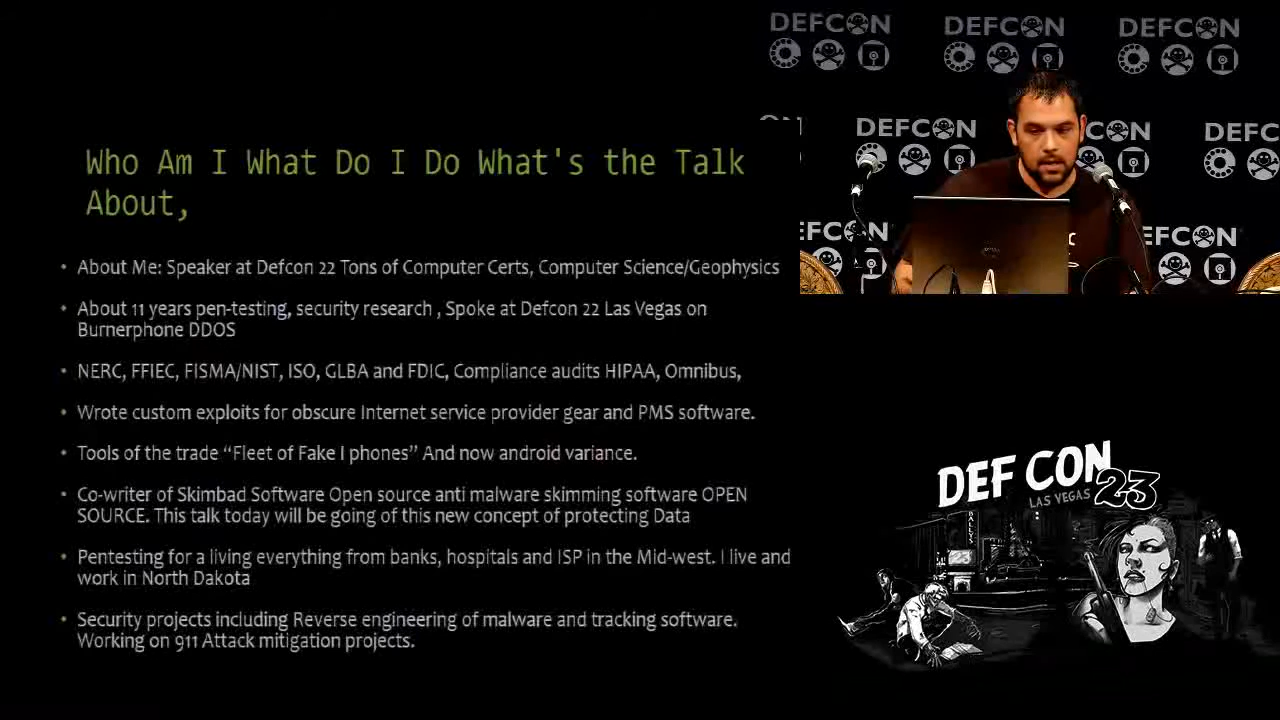 DEFCON DEFCON DEFCON
DEFCON DEFCON DEFC
Who Am I What Do I Do What's the Talk
About,
• About Me: Speaker at Defcon 22 Tons of Computer Certs, Computer Science/Geophysics
• About 11 years pen-testing, security research , Spoke at Defcon 22 Las Vegas on
Burnerphone DDOS
• NERC, FFIEC, FISMA/NIST, ISO, GLBA and FDIC, Compliance audits HIPAA, Omnibus,
• Wrote custom exploits for obscure Internet service provider gear and PMS software.
• Tools of the trade “Fleet of Fake I phones” And now android variance.
• Co-writer of Skimbad Software Open source anti malware skimming software OPEN
SOURCE. This talk today will be going of this new concept of protecting Data
• Pentesting for a living everything from banks, hospitals and ISP in the Mid-west. I live and
work in North Dakota
• Security projects including Reverse engineering of malware and tracking software.
Working on 911 Attack mitigation projects.
DEF CON
LAS VEGAS 23
BALLYS